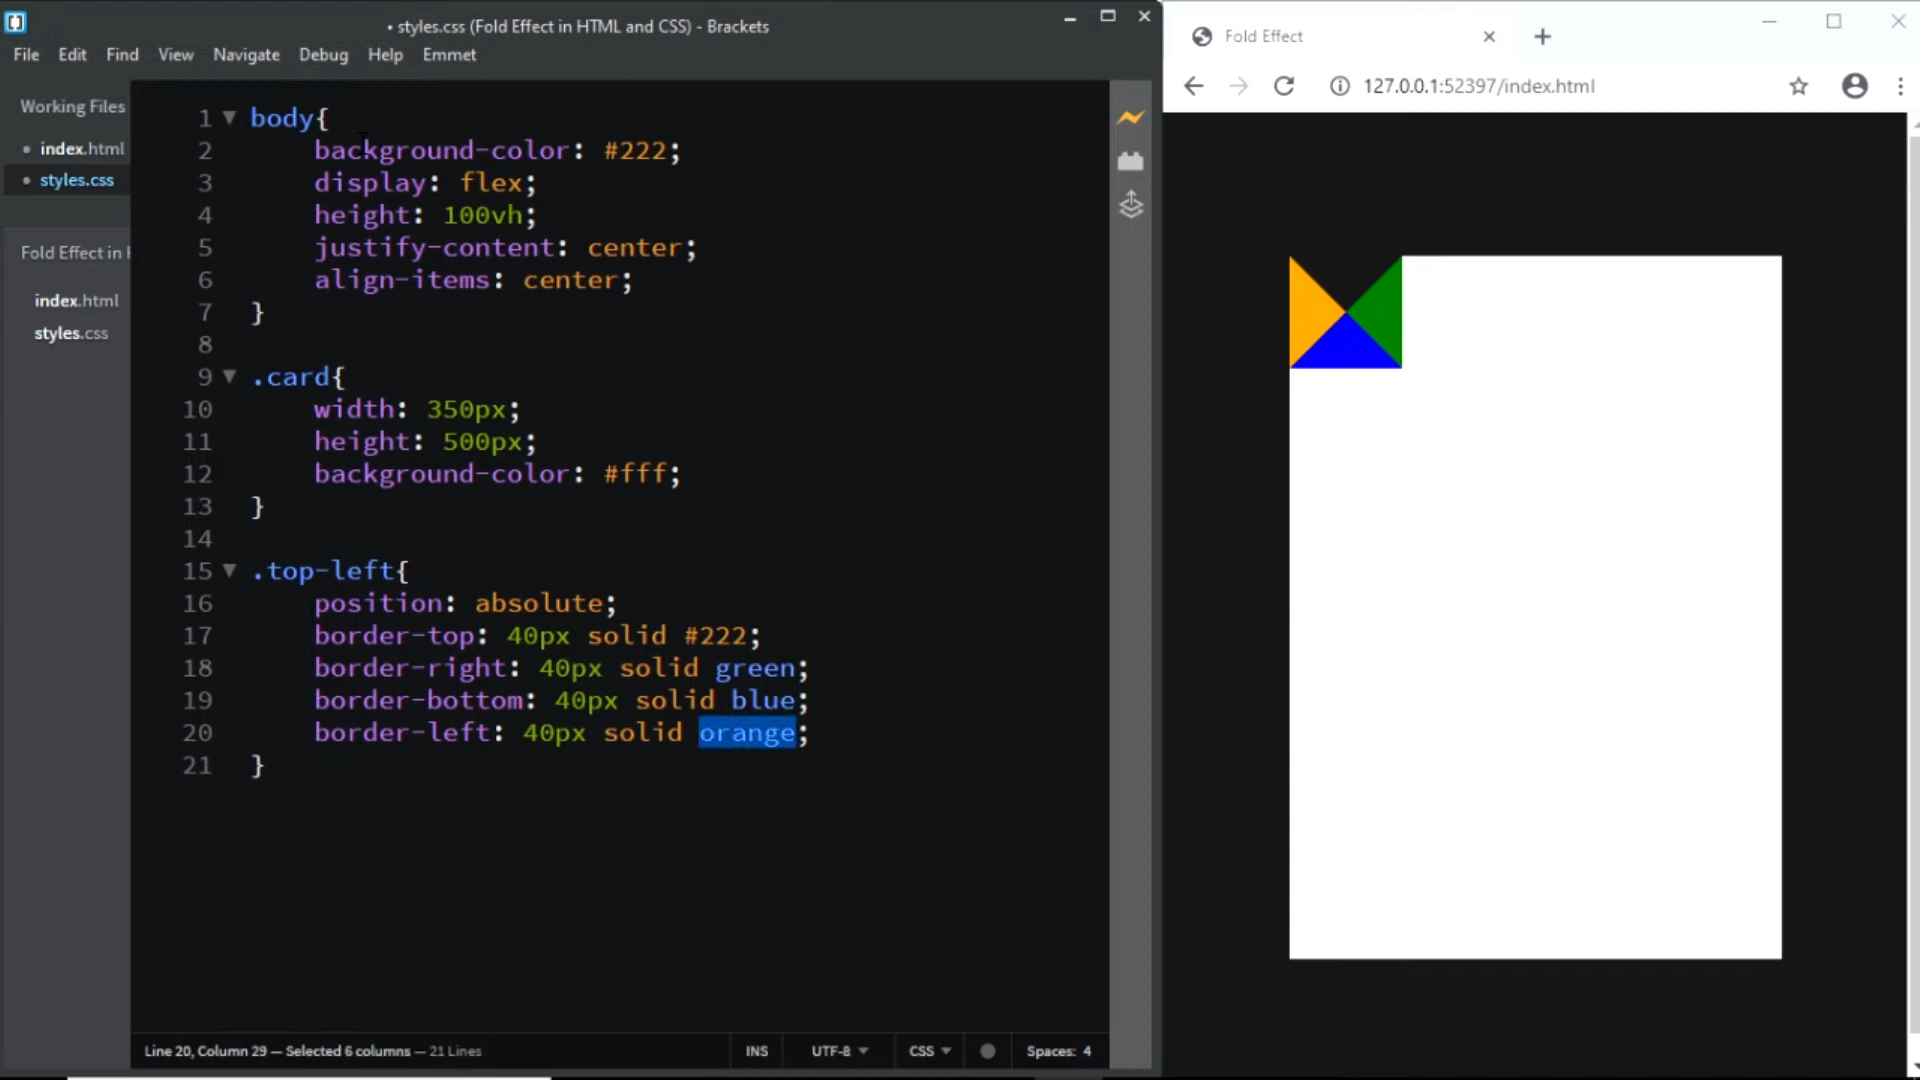 • styles.css (Fold Effect in HTML and CSS) - Brackets
File Edit Find View Navigate Debug Help Emmet
Working Files
• index.html
• styles.css
Fold Effect in
index.html
styles.css
1 ▼ body{
2 background-color: #222;
3 display: flex;
4 height: 100vh;
5 justify-content: center;
6 align-items: center;
7 }
8
9 ▼ .card{
10 width: 350px;
11 height: 500px;
12 background-color: #fff;
13 }
14
15 ▼ .top-left{
16 position: absolute;
17 border-top: 40px solid #222;
18 border-right: 40px solid green;
19 border-bottom: 40px solid blue;
20 border-left: 40px solid orange;
21 }
Line 20, Column 29 — Selected 6 columns — 21 Lines
INS UTF-8 ▼ CSS ▼ Spaces: 4
Fold Effect
127.0.0.1:52397/index.html